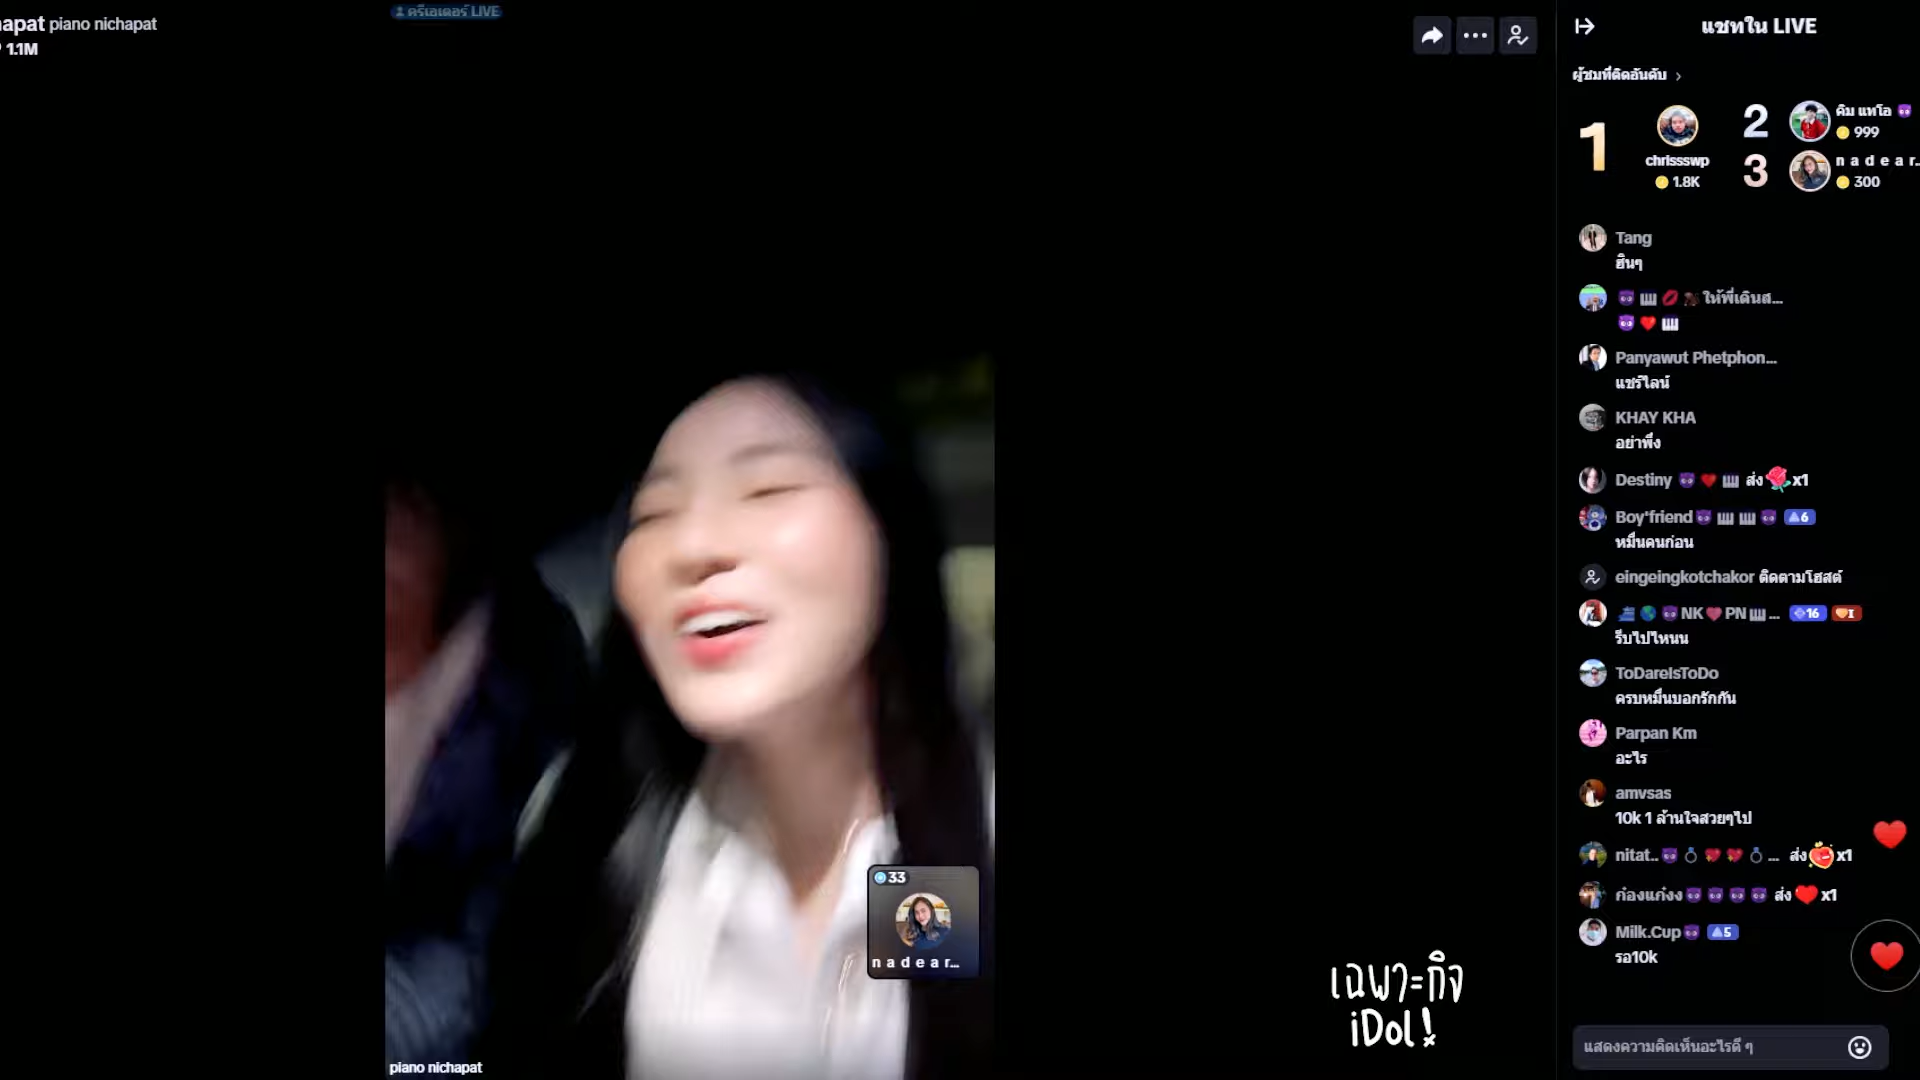 apat piano nichapat
1.1M
ครีเอเตอร์ LIVE
แชทใน LIVE
ผู้ชมที่ติดอันดับ
1
chrissswp
1.8K
2
คิม แทโอ
999
3
n a d e a r..
300
Tang
ฮินๆ
ให้พี่เดินส...
Panyawut Phetphon...
แชร์ไลน์
KHAY KHA
อย่าพึ่ง
Destiny ส่ง x1
Boy'friend 6
หมื่นคนก่อน
eingeingkotchakor ติดตามโฮสต์
NK PN ... 16 I
รีบไปไหนน
ToDareIsToDo
ครบหมื่นบอกรักกัน
Parpan Km
อะไร
amvsas
10k 1 ล้านใจสวยๆไป
nitat.. ... ส่ง x1
ก๋องแก๋งง ส่ง x1
Milk.Cup 5
รอ10k
แสดงความคิดเห็นอะไรดี ๆ
33
n a d e a r...
piano nichapat
เฉพาะกิจ
iDol!